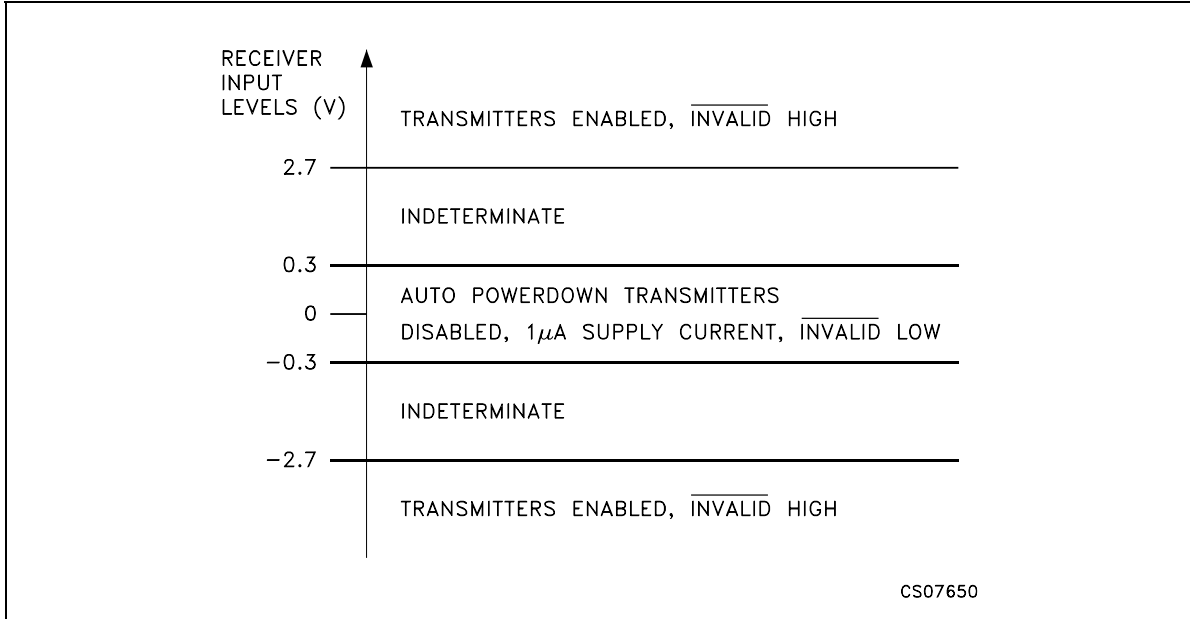 RECEIVER
INPUT
LEVELS (V)
TRANSMITTERS ENABLED, INVALID HIGH
2.7
INDETERMINATE
0.3
AUTO POWERDOWN TRANSMITTERS
0
DISABLED, 1μA SUPPLY CURRENT, INVALID LOW
−0.3
INDETERMINATE
−2.7
TRANSMITTERS ENABLED, INVALID HIGH
CS07650